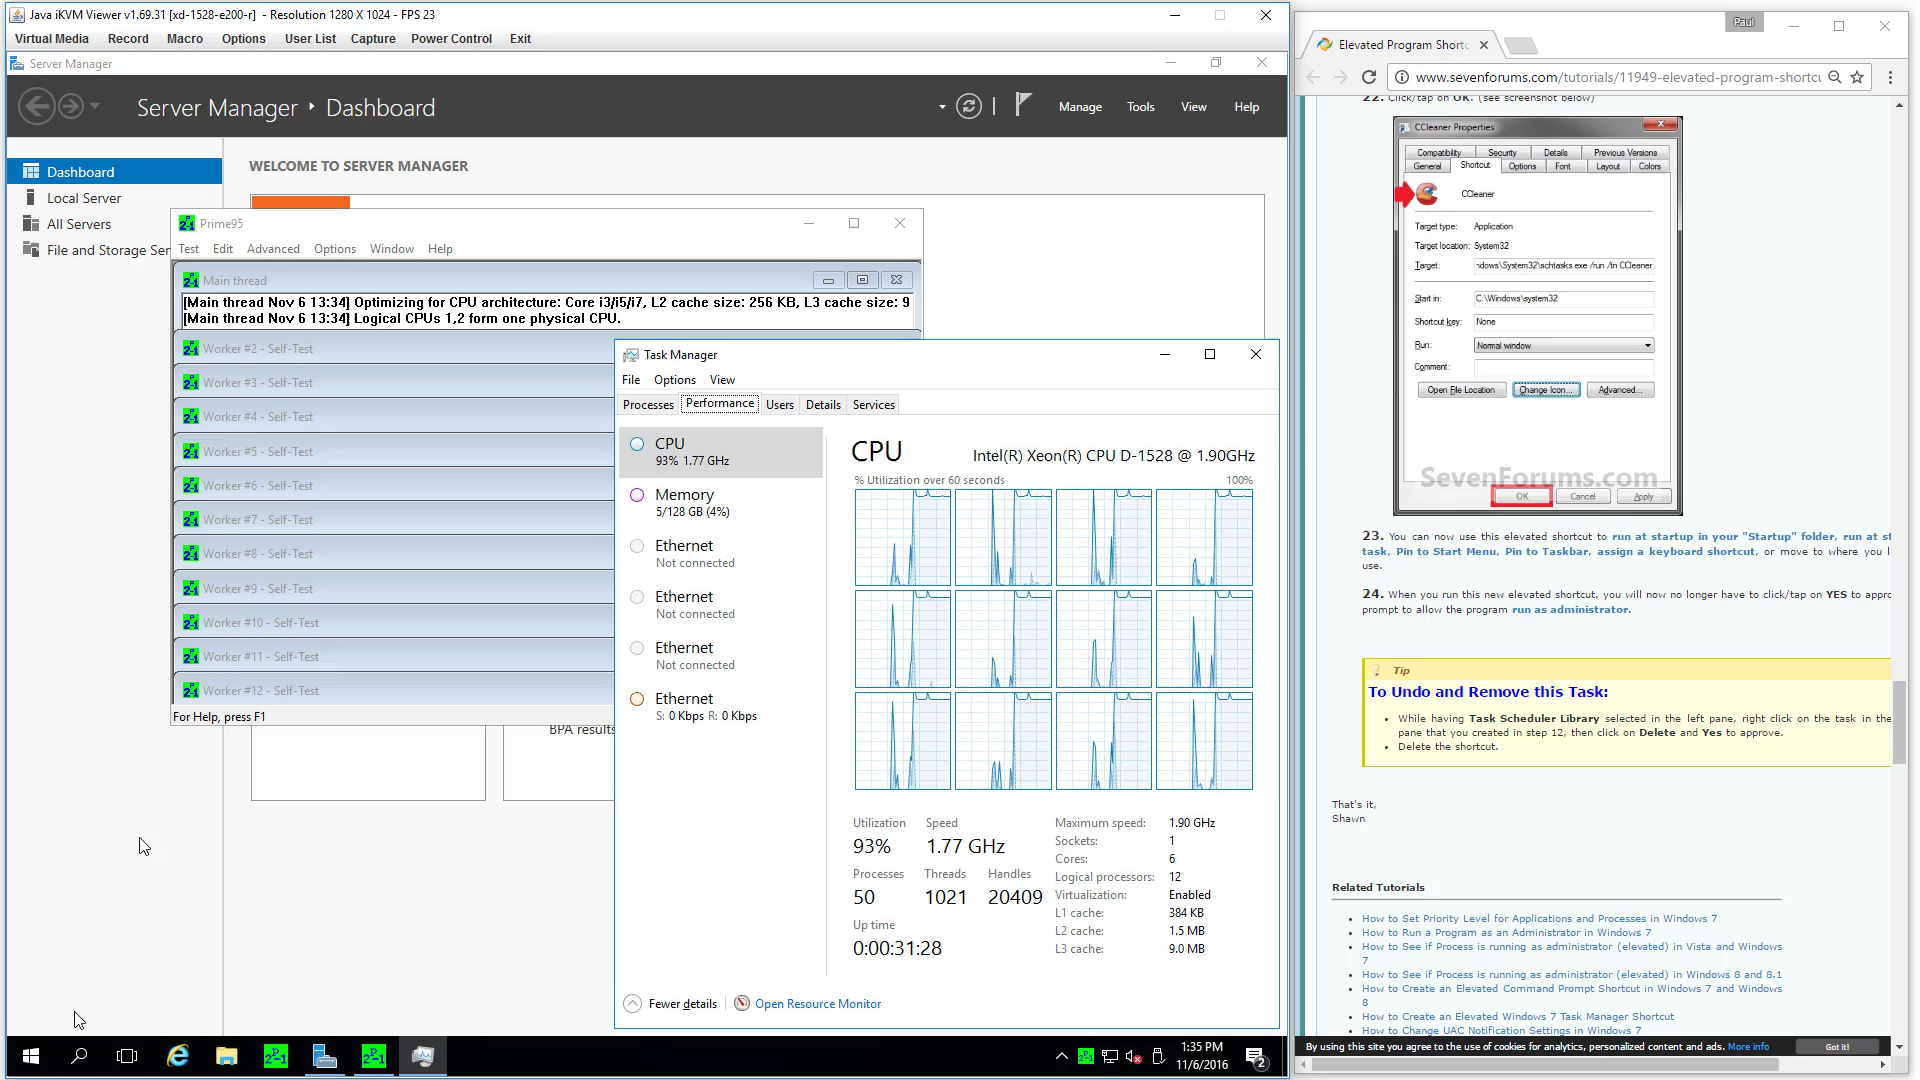 Java iKVM Viewer v1.69.31 [xd-1528-e200-r] - Resolution 1280 X 1024 - FPS 23
Virtual Media Record Macro Options User List Capture Power Control Exit
Server Manager
Server Manager Dashboard
Manage Tools View Help
Dashboard
Local Server
All Servers
File and Storage Ser
WELCOME TO SERVER MANAGER
Prime95
Test Edit Advanced Options Window Help
Main thread
[Main thread Nov 6 13:34] Optimizing for CPU architecture: Core i3/i5/i7, L2 cache size: 256 KB, L3 cache size: 9
[Main thread Nov 6 13:34] Logical CPUs 1,2 form one physical CPU.
Worker #2 - Self-Test
Worker #3 - Self-Test
Worker #4 - Self-Test
Worker #5 - Self-Test
Worker #6 - Self-Test
Worker #7 - Self-Test
Worker #8 - Self-Test
Worker #9 - Self-Test
Worker #10 - Self-Test
Worker #11 - Self-Test
Worker #12 - Self-Test
For Help, press F1
BPA results
Task Manager
File Options View
Processes Performance Users Details Services
CPU
93% 1.77 GHz
Memory
5/128 GB (4%)
Ethernet
Not connected
Ethernet
Not connected
Ethernet
Not connected
Ethernet
S: 0 Kbps R: 0 Kbps
CPU Intel(R) Xeon(R) CPU D-1528 @ 1.90GHz
% Utilization over 60 seconds 100%
Utilization Speed
93% 1.77 GHz
Processes Threads Handles
50 1021 20409
Up time
0:00:31:28
Maximum speed: 1.90 GHz
Sockets: 1
Cores: 6
Logical processors: 12
Virtualization: Enabled
L1 cache: 384 KB
L2 cache: 1.5 MB
L3 cache: 9.0 MB
Fewer details Open Resource Monitor
1:35 PM
11/6/2016
2
Paul
Elevated Program Shortc
www.sevenforums.com/tutorials/11949-elevated-program-shortcu
22. Click/tap on OK. (see screenshot below)
CCleaner Properties
Compatibility Security Details Previous Versions
General Shortcut Options Font Layout Colors
CCleaner
Target type: Application
Target location: System32
Target: ndows\System32\schtasks.exe /run /tn CCleaner
Start in: C:\Windows\system32
Shortcut key: None
Run: Normal window
Comment:
Open File Location Change Icon... Advanced...
SevenForums.com
OK Cancel Apply
23. You can now use this elevated shortcut to run at startup in your "Startup" folder, run at st
task, Pin to Start Menu, Pin to Taskbar, assign a keyboard shortcut, or move to where you l
use.
24. When you run this new elevated shortcut, you will now no longer have to click/tap on YES to appro
prompt to allow the program run as administrator.
Tip
To Undo and Remove this Task:
While having Task Scheduler Library selected in the left pane, right click on the task in the
pane that you created in step 12, then click on Delete and Yes to approve.
Delete the shortcut.
That's it,
Shawn
Related Tutorials
How to Set Priority Level for Applications and Processes in Windows 7
How to Run a Program as an Administrator in Windows 7
How to See if Process is running as administrator (elevated) in Vista and Windows
7
How to See if Process is running as administrator (elevated) in Windows 8 and 8.1
How to Create an Elevated Command Prompt Shortcut in Windows 7 and Windows
8
How to Create an Elevated Windows 7 Task Manager Shortcut
How to Change UAC Notification Settings in Windows 7
By using this site you agree to the use of cookies for analytics, personalized content and ads. More info Got it!